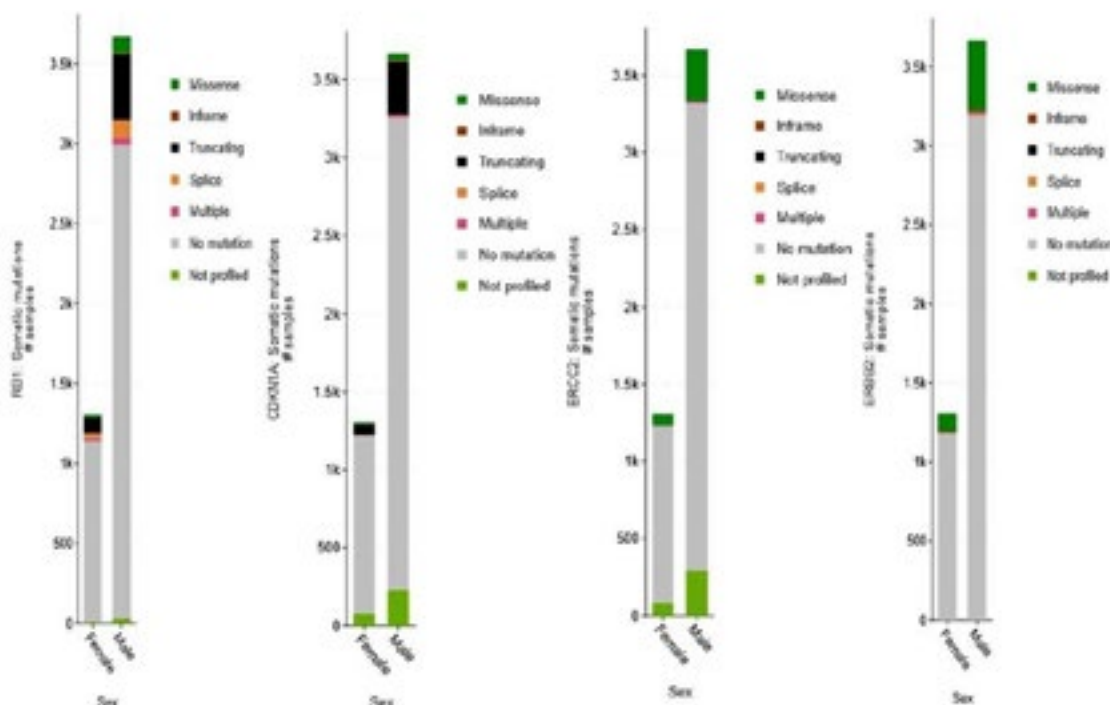 RB1: Somatic mutations
# samples
3.5k
3k
2.5k
2k
1.5k
1k
500
0
Female
Male
Sex
Missense
Inframe
Truncating
Splice
Multiple
No mutation
Not profiled
CDKN1A: Somatic mutations
# samples
3.5k
3k
2.5k
2k
1.5k
1k
500
0
Female
Male
Sex
Missense
Inframe
Truncating
Splice
Multiple
No mutation
Not profiled
ERCC2: Somatic mutations
# samples
3.5k
3k
2.5k
2k
1.5k
1k
500
0
Female
Male
Sex
Missense
Inframe
Truncating
Splice
Multiple
No mutation
Not profiled
ERBB2: Somatic mutations
# samples
3.5k
3k
2.5k
2k
1.5k
1k
500
0
Female
Male
Sex
Missense
Inframe
Truncating
Splice
Multiple
No mutation
Not profiled